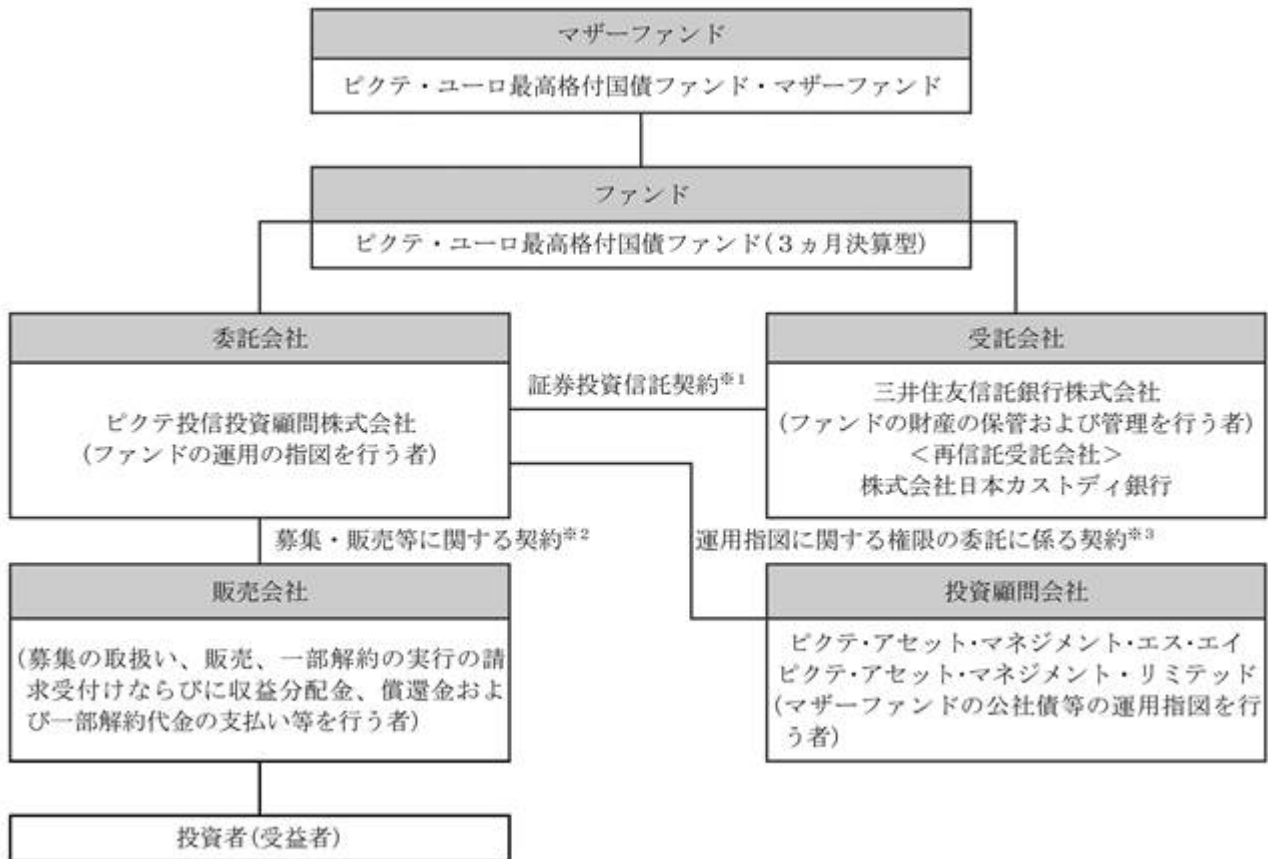 マザーファンド
ピクテ・ユーロ最高格付国債ファンド・マザーファンド
ファンド
ピクテ・ユーロ最高格付国債ファンド(3ヵ月決算型)
委託会社
ピクテ投信投資顧問株式会社
(ファンドの運用の指図を行う者)
証券投資信託契約※1
受託会社
三井住友信託銀行株式会社
(ファンドの財産の保管および管理を行う者)
<再信託受託会社>
株式会社日本カストディ銀行
募集・販売等に関する契約※2
運用指図に関する権限の委託に係る契約※3
販売会社
(募集の取扱い、販売、一部解約の実行の請
求受付けならびに収益分配金、償還金およ
び一部解約代金の支払い等を行う者)
投資顧問会社
ピクテ・アセット・マネジメント・エス・エイ
ピクテ・アセット・マネジメント・リミテッド
(マザーファンドの公社債等の運用指図を行
う者)
投資者(受益者)